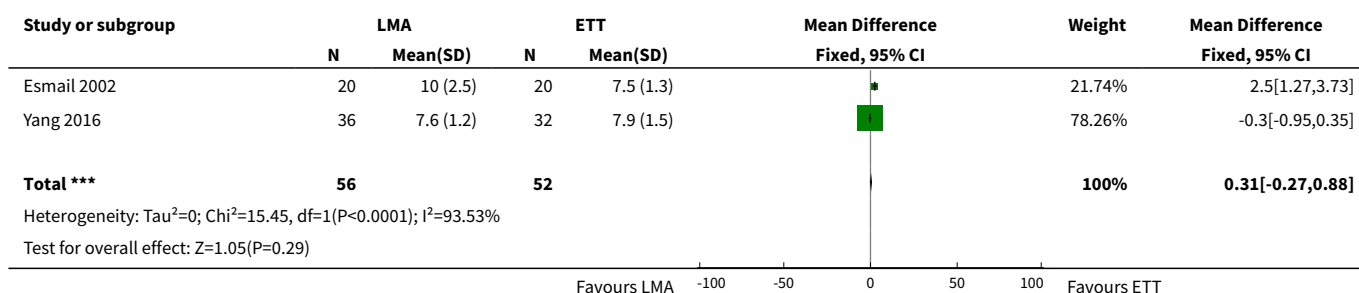 Study or subgroup LMA ETT Mean Difference Weight Mean Difference
N Mean(SD) N Mean(SD) Fixed, 95% CI Fixed, 95% CI
Esmail 2002 20 10 (2.5) 20 7.5 (1.3) 21.74% 2.5[1.27,3.73]
Yang 2016 36 7.6 (1.2) 32 7.9 (1.5) 78.26% -0.3[-0.95,0.35]
Total *** 56 52 100% 0.31[-0.27,0.88]
Heterogeneity: Tau²=0; Chi²=15.45, df=1(P<0.0001); I²=93.53%
Test for overall effect: Z=1.05(P=0.29)
Favours LMA -100 -50 0 50 100 Favours ETT